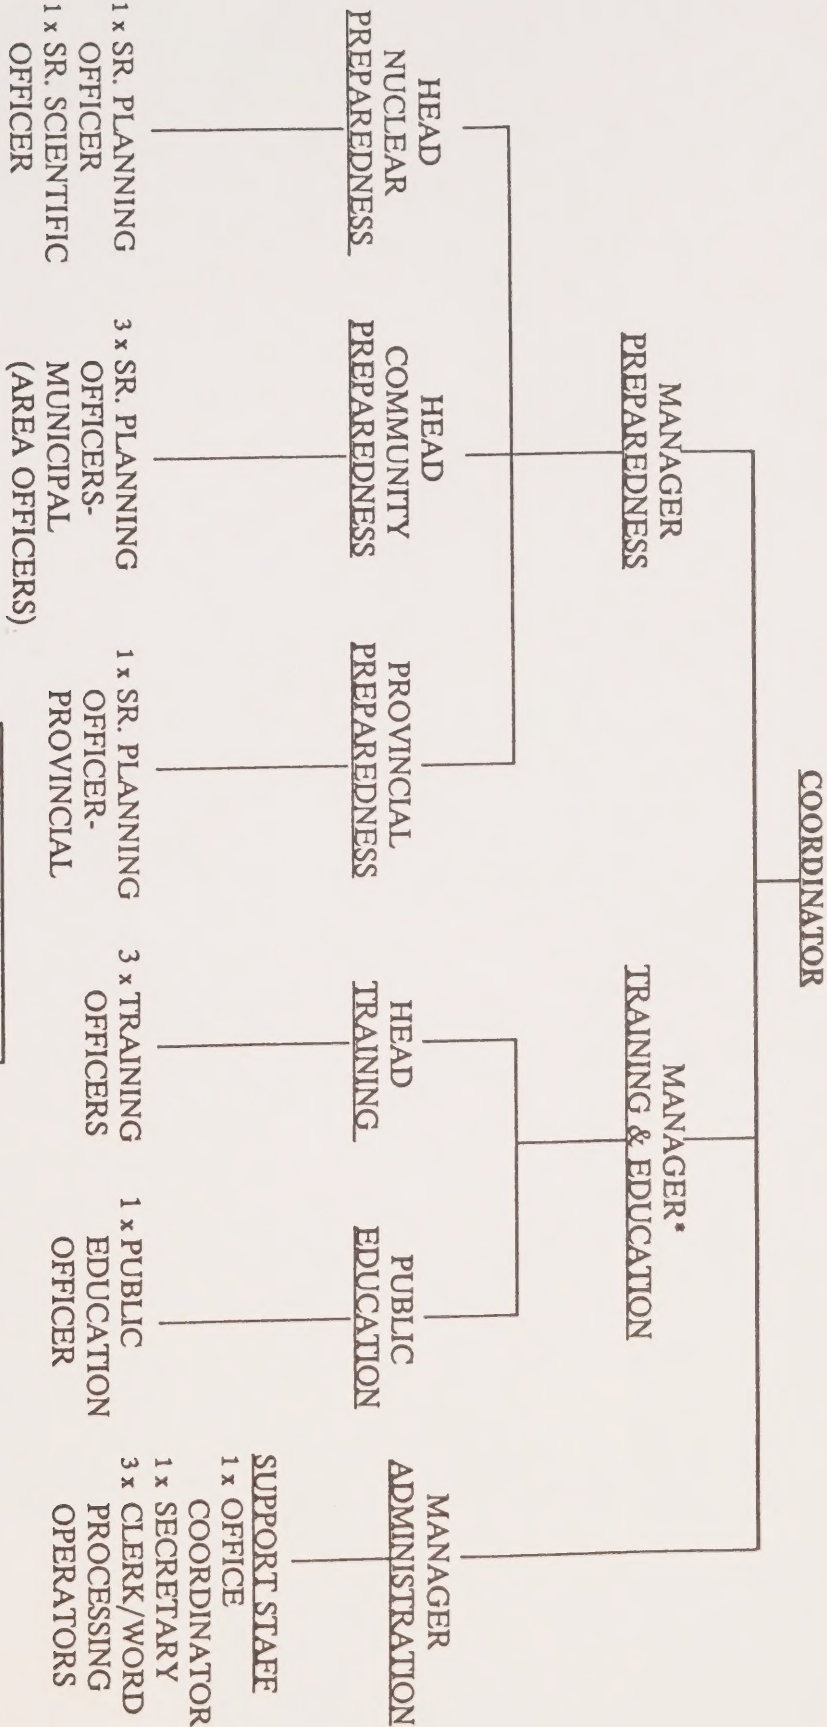 COORDINATOR
MANAGER
PREPAREDNESS
MANAGER*
TRAINING & EDUCATION
MANAGER
ADMINISTRATION
HEAD
NUCLEAR
PREPAREDNESS
HEAD
COMMUNITY
PREPAREDNESS
PROVINCIAL
PREPAREDNESS
HEAD
TRAINING
PUBLIC
EDUCATION
1 x SR. PLANNING
OFFICER
1 x SR. SCIENTIFIC
OFFICER
3 x SR. PLANNING
OFFICERS-
MUNICIPAL
(AREA OFFICERS)
1 x SR. PLANNING
OFFICER-
PROVINCIAL
3 x TRAINING
OFFICERS
1 x PUBLIC
EDUCATION
OFFICER
SUPPORT STAFF
1 x OFFICE
COORDINATOR
1 x SECRETARY
3 x CLERK/WORD
PROCESSING
OPERATORS